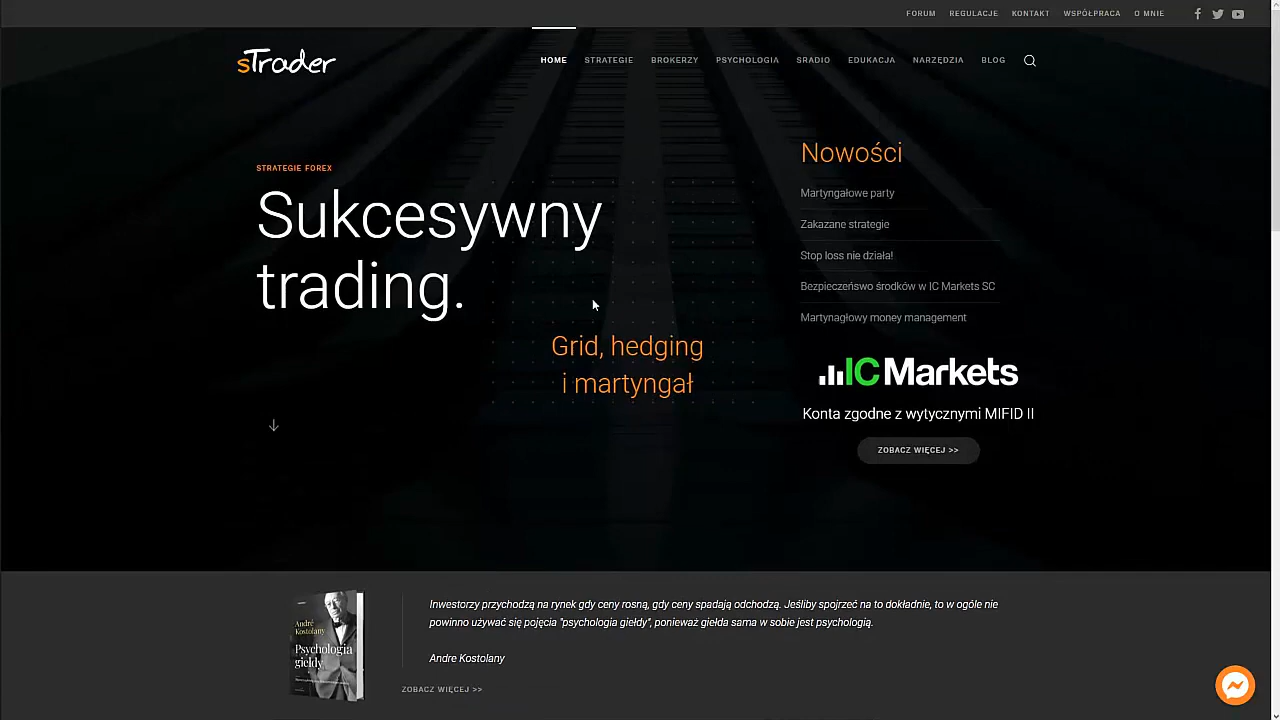 FORUM REGULACJE KONTAKT WSPÓŁPRACA O MNIE
sTrader
HOME STRATEGIE BROKERZY PSYCHOLOGIA SRADIO EDUKACJA NARZĘDZIA BLOG
STRATEGIE FOREX
Sukcesywny
trading.
Grid, hedging
i martyngał
Nowości
Martyngałowe party
Zakazane strategie
Stop loss nie działa!
Bezpieczeńswo środków w IC Markets SC
Martynagłowy money management
IC Markets
Konta zgodne z wytycznymi MIFID II
ZOBACZ WIĘCEJ >>
André
Kostolany
Psychologia
giełdy
Inwestorzy przychodzą na rynek gdy ceny rosną, gdy ceny spadają odchodzą. Jeśliby spojrzeć na to dokładnie, to w ogóle nie
powinno używać się pojęcia "psychologia giełdy", ponieważ giełda sama w sobie jest psychologią.
Andre Kostolany
ZOBACZ WIĘCEJ >>